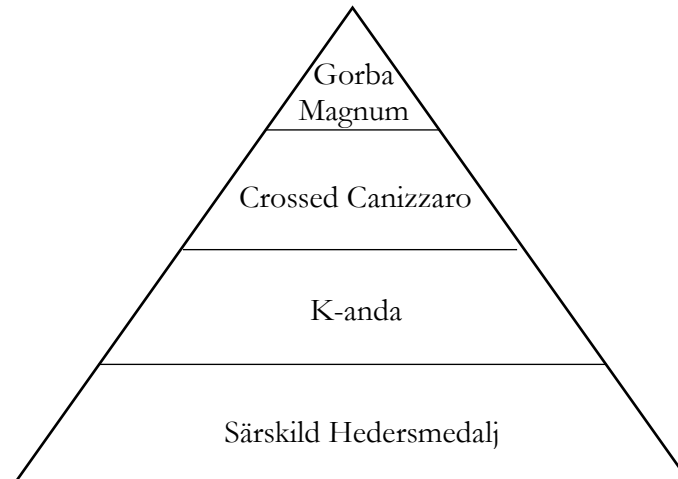 Gorba
Magnum
Crossed Canizzaro
K-anda
Särskild Hedersmedalj